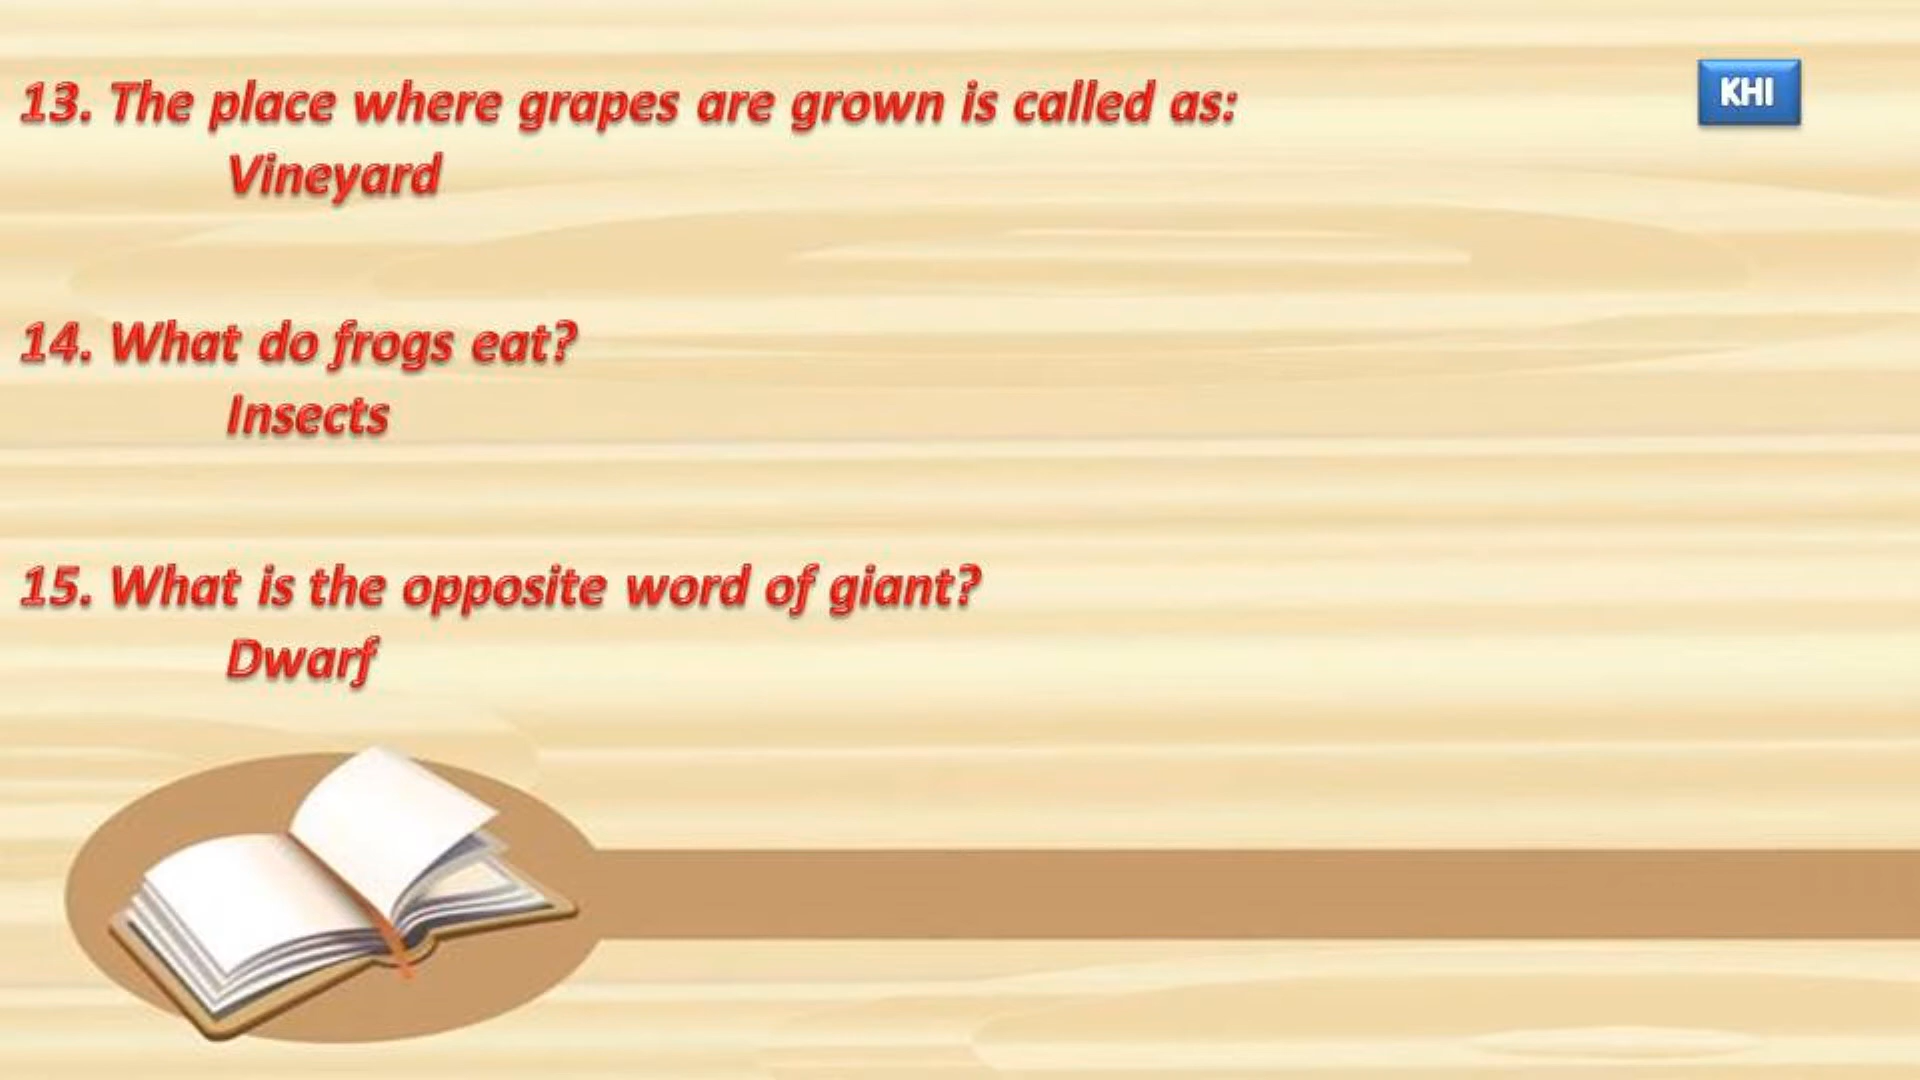 13. The place where grapes are grown is called as:
KHI
Vineyard
14. What do frogs eat?
Insects
15. What is the opposite word of giant?
Dwarf